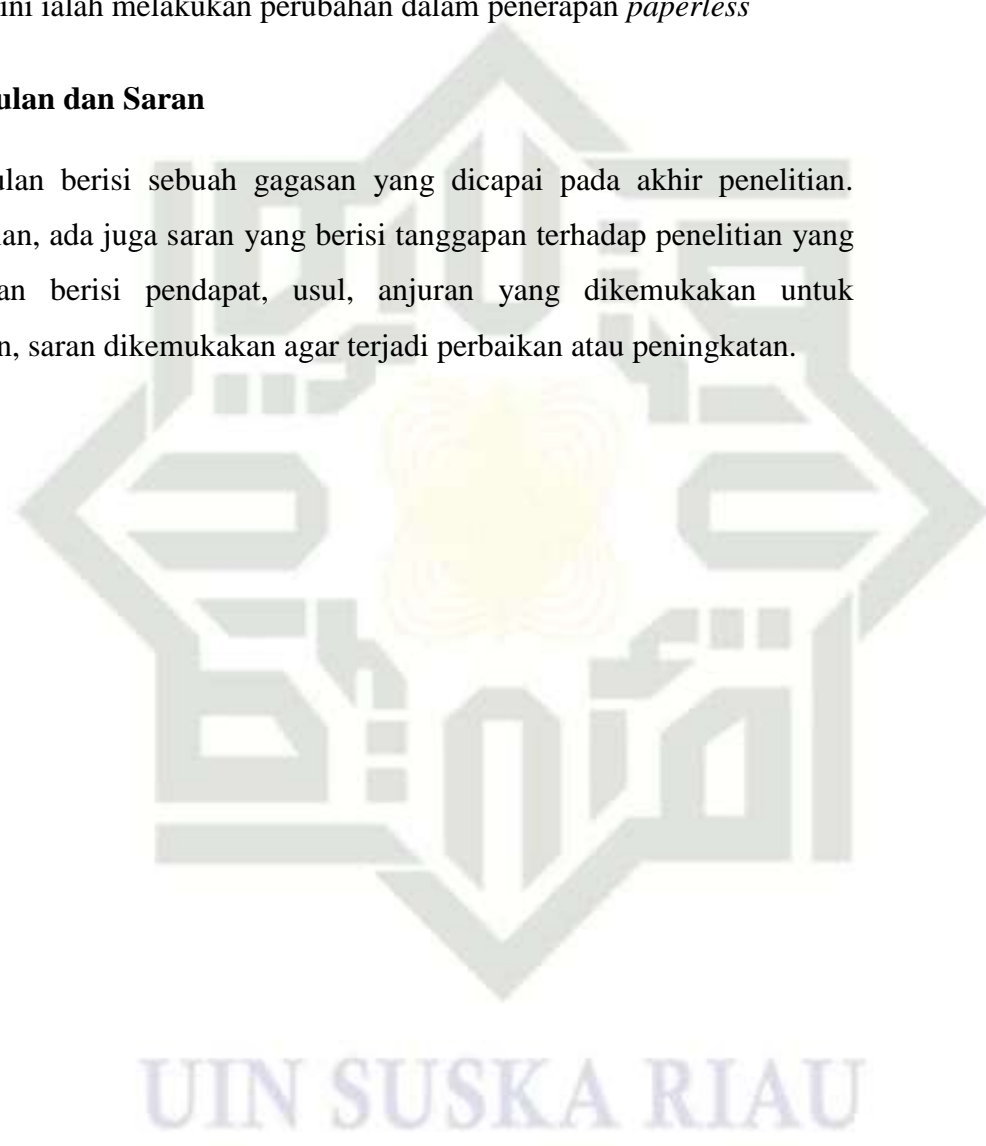 ini ialah melakukan perubahan dalam penerapan paperless
ulan dan Saran
ulan berisi sebuah gagasan yang dicapai pada akhir penelitian.
an, ada juga saran yang berisi tanggapan terhadap penelitian yang
an berisi pendapat, usul, anjuran yang dikemukakan untuk
n, saran dikemukakan agar terjadi perbaikan atau peningkatan.
UIN SUSKA RIAU